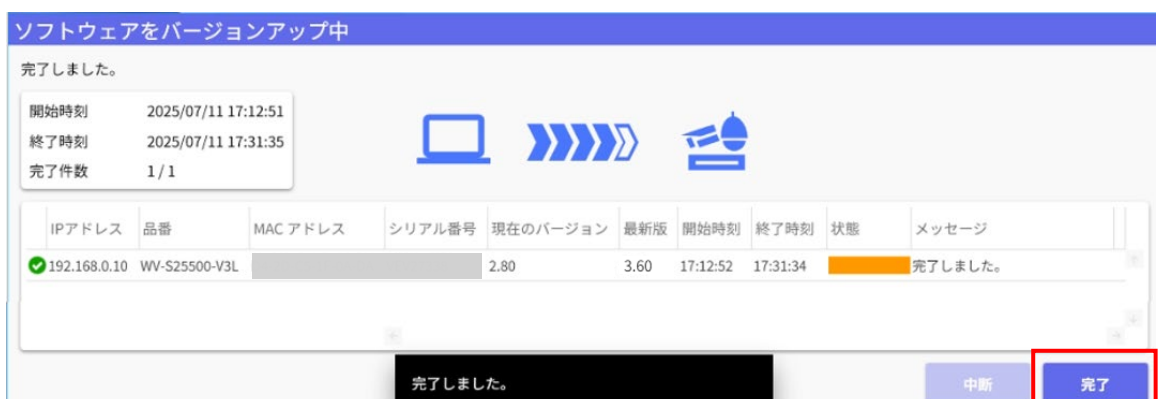 ソフトウェアをバージョンアップ中
完了しました。
開始時刻 2025/07/11 17:12:51
終了時刻 2025/07/11 17:31:35
完了件数 1 / 1
IPアドレス 品番 MAC アドレス シリアル番号 現在のバージョン 最新版 開始時刻 終了時刻 状態 メッセージ
192.168.0.10 WV-S25500-V3L 2.80 3.60 17:12:52 17:31:34 完了しました。
完了しました。
中断 完了